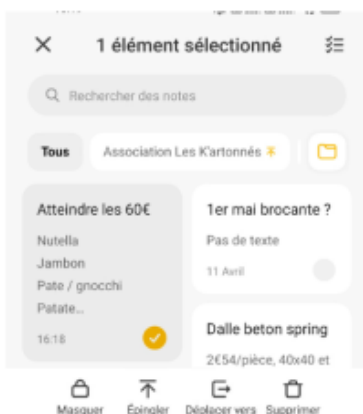 1 élément sélectionné
Rechercher des notes
Tous
Association Les K'artonnés
Atteindre les 60€
Nutella
Jambon
Pate / gnocchi
Patate...
16:18
1er mai brocante ?
Pas de texte
11 Avril
Dalle beton spring
2€54/pièce, 40x40 et
Masquer
Épingler
Déplacer vers
Supprimer